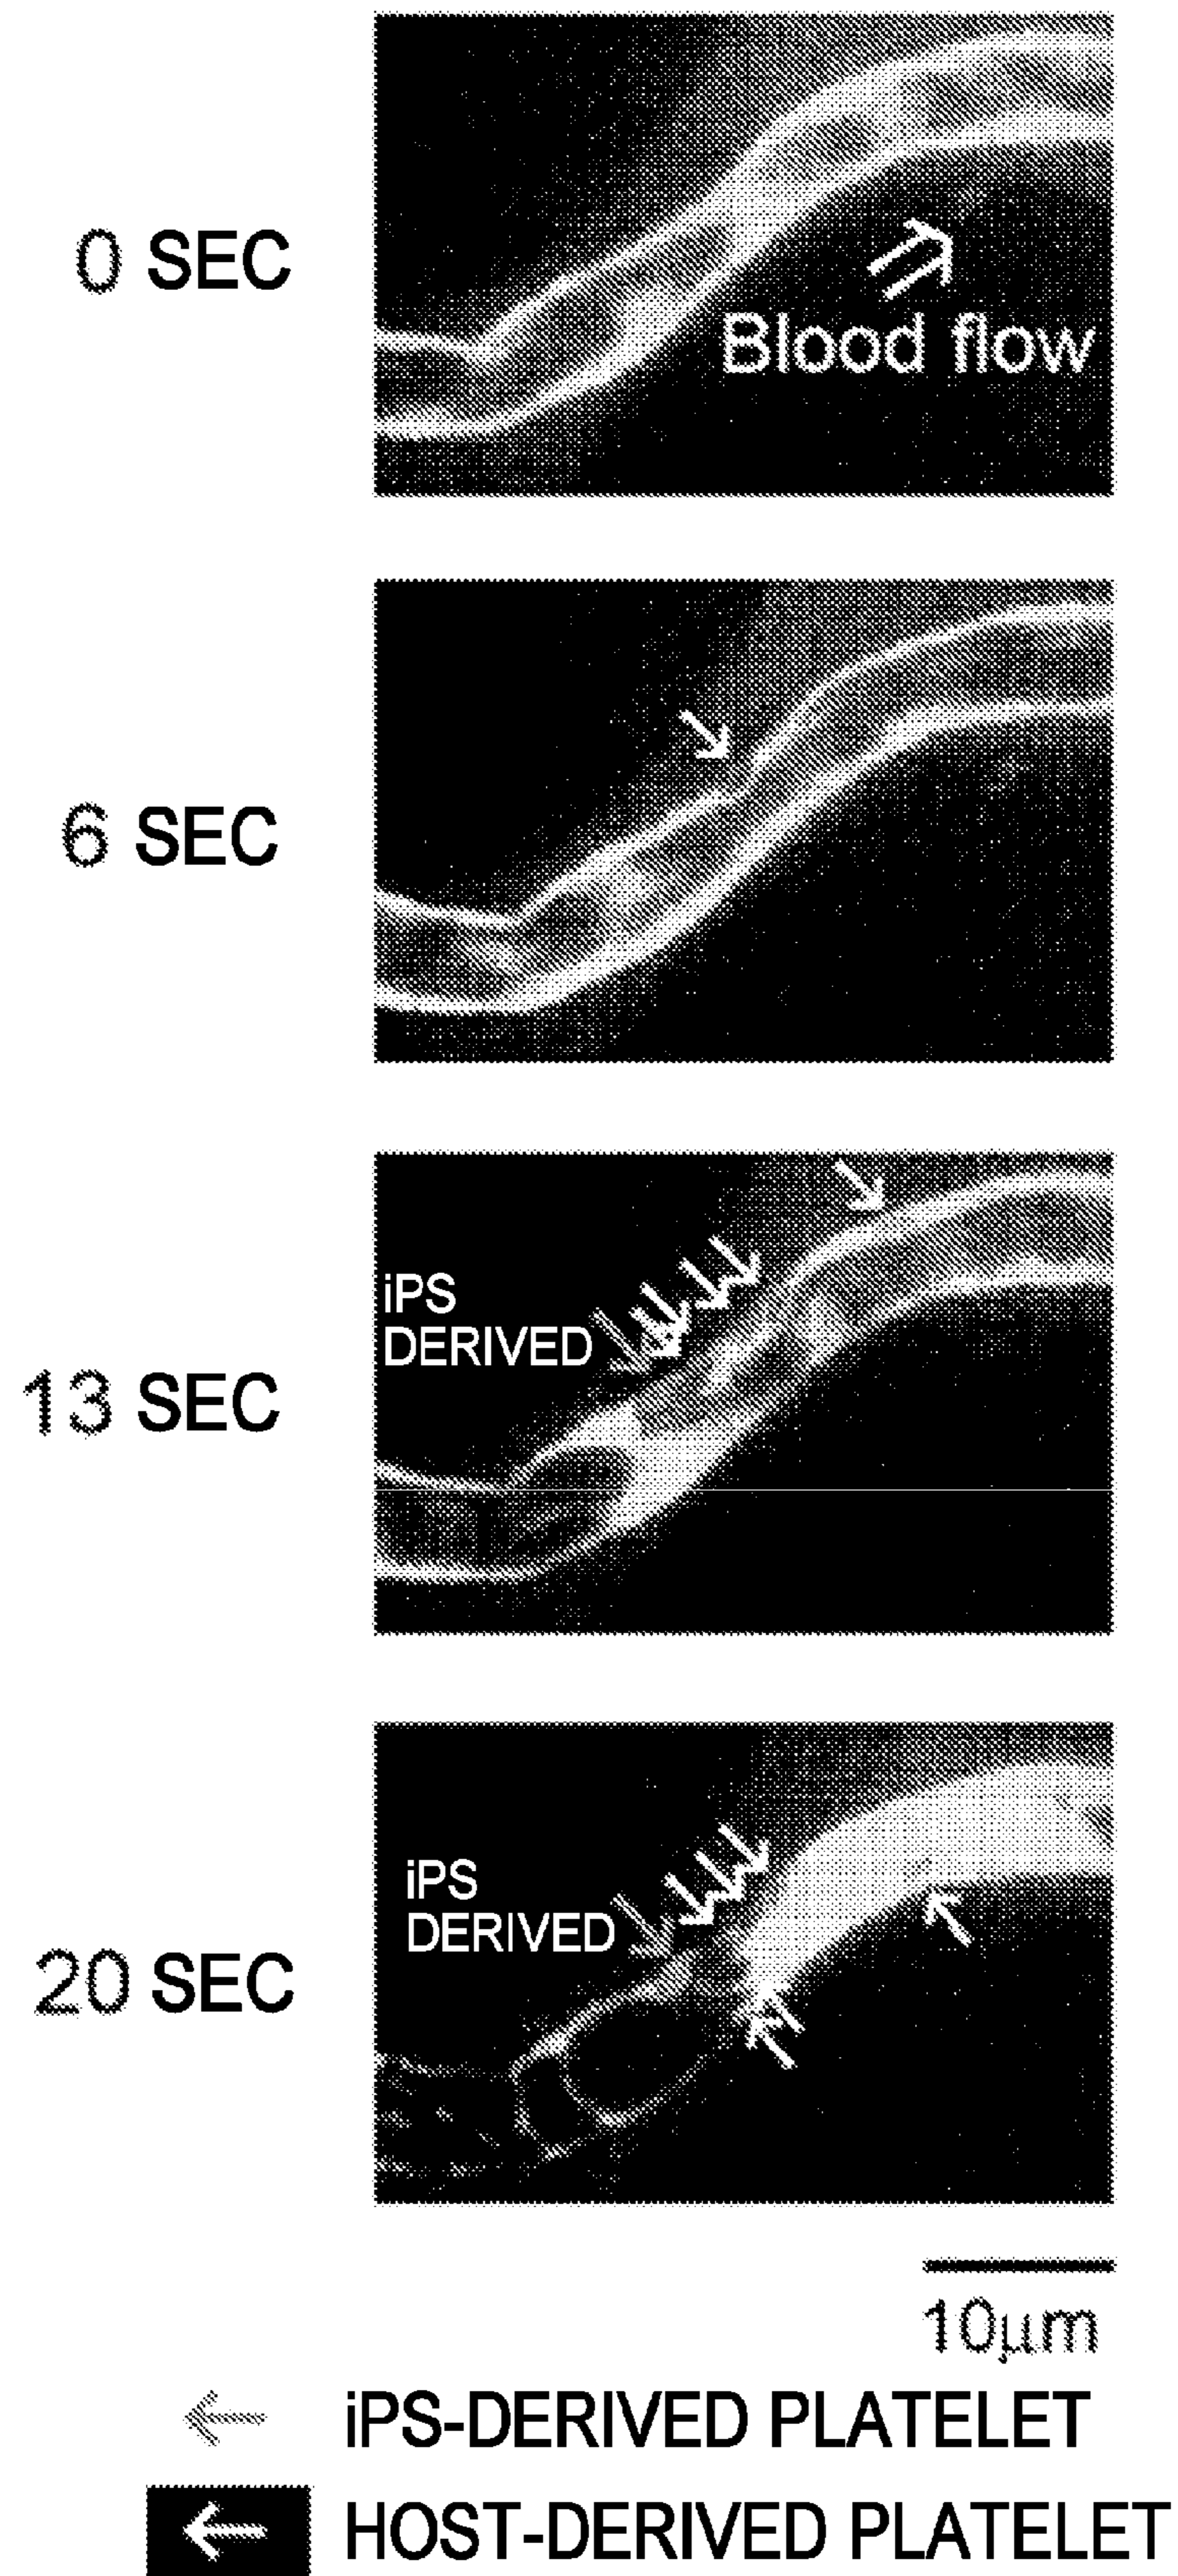 0 SEC
Blood flow
6 SEC
13 SEC
iPS
DERIVED
20 SEC
iPS
DERIVED
10μm
iPS-DERIVED PLATELET
HOST-DERIVED PLATELET